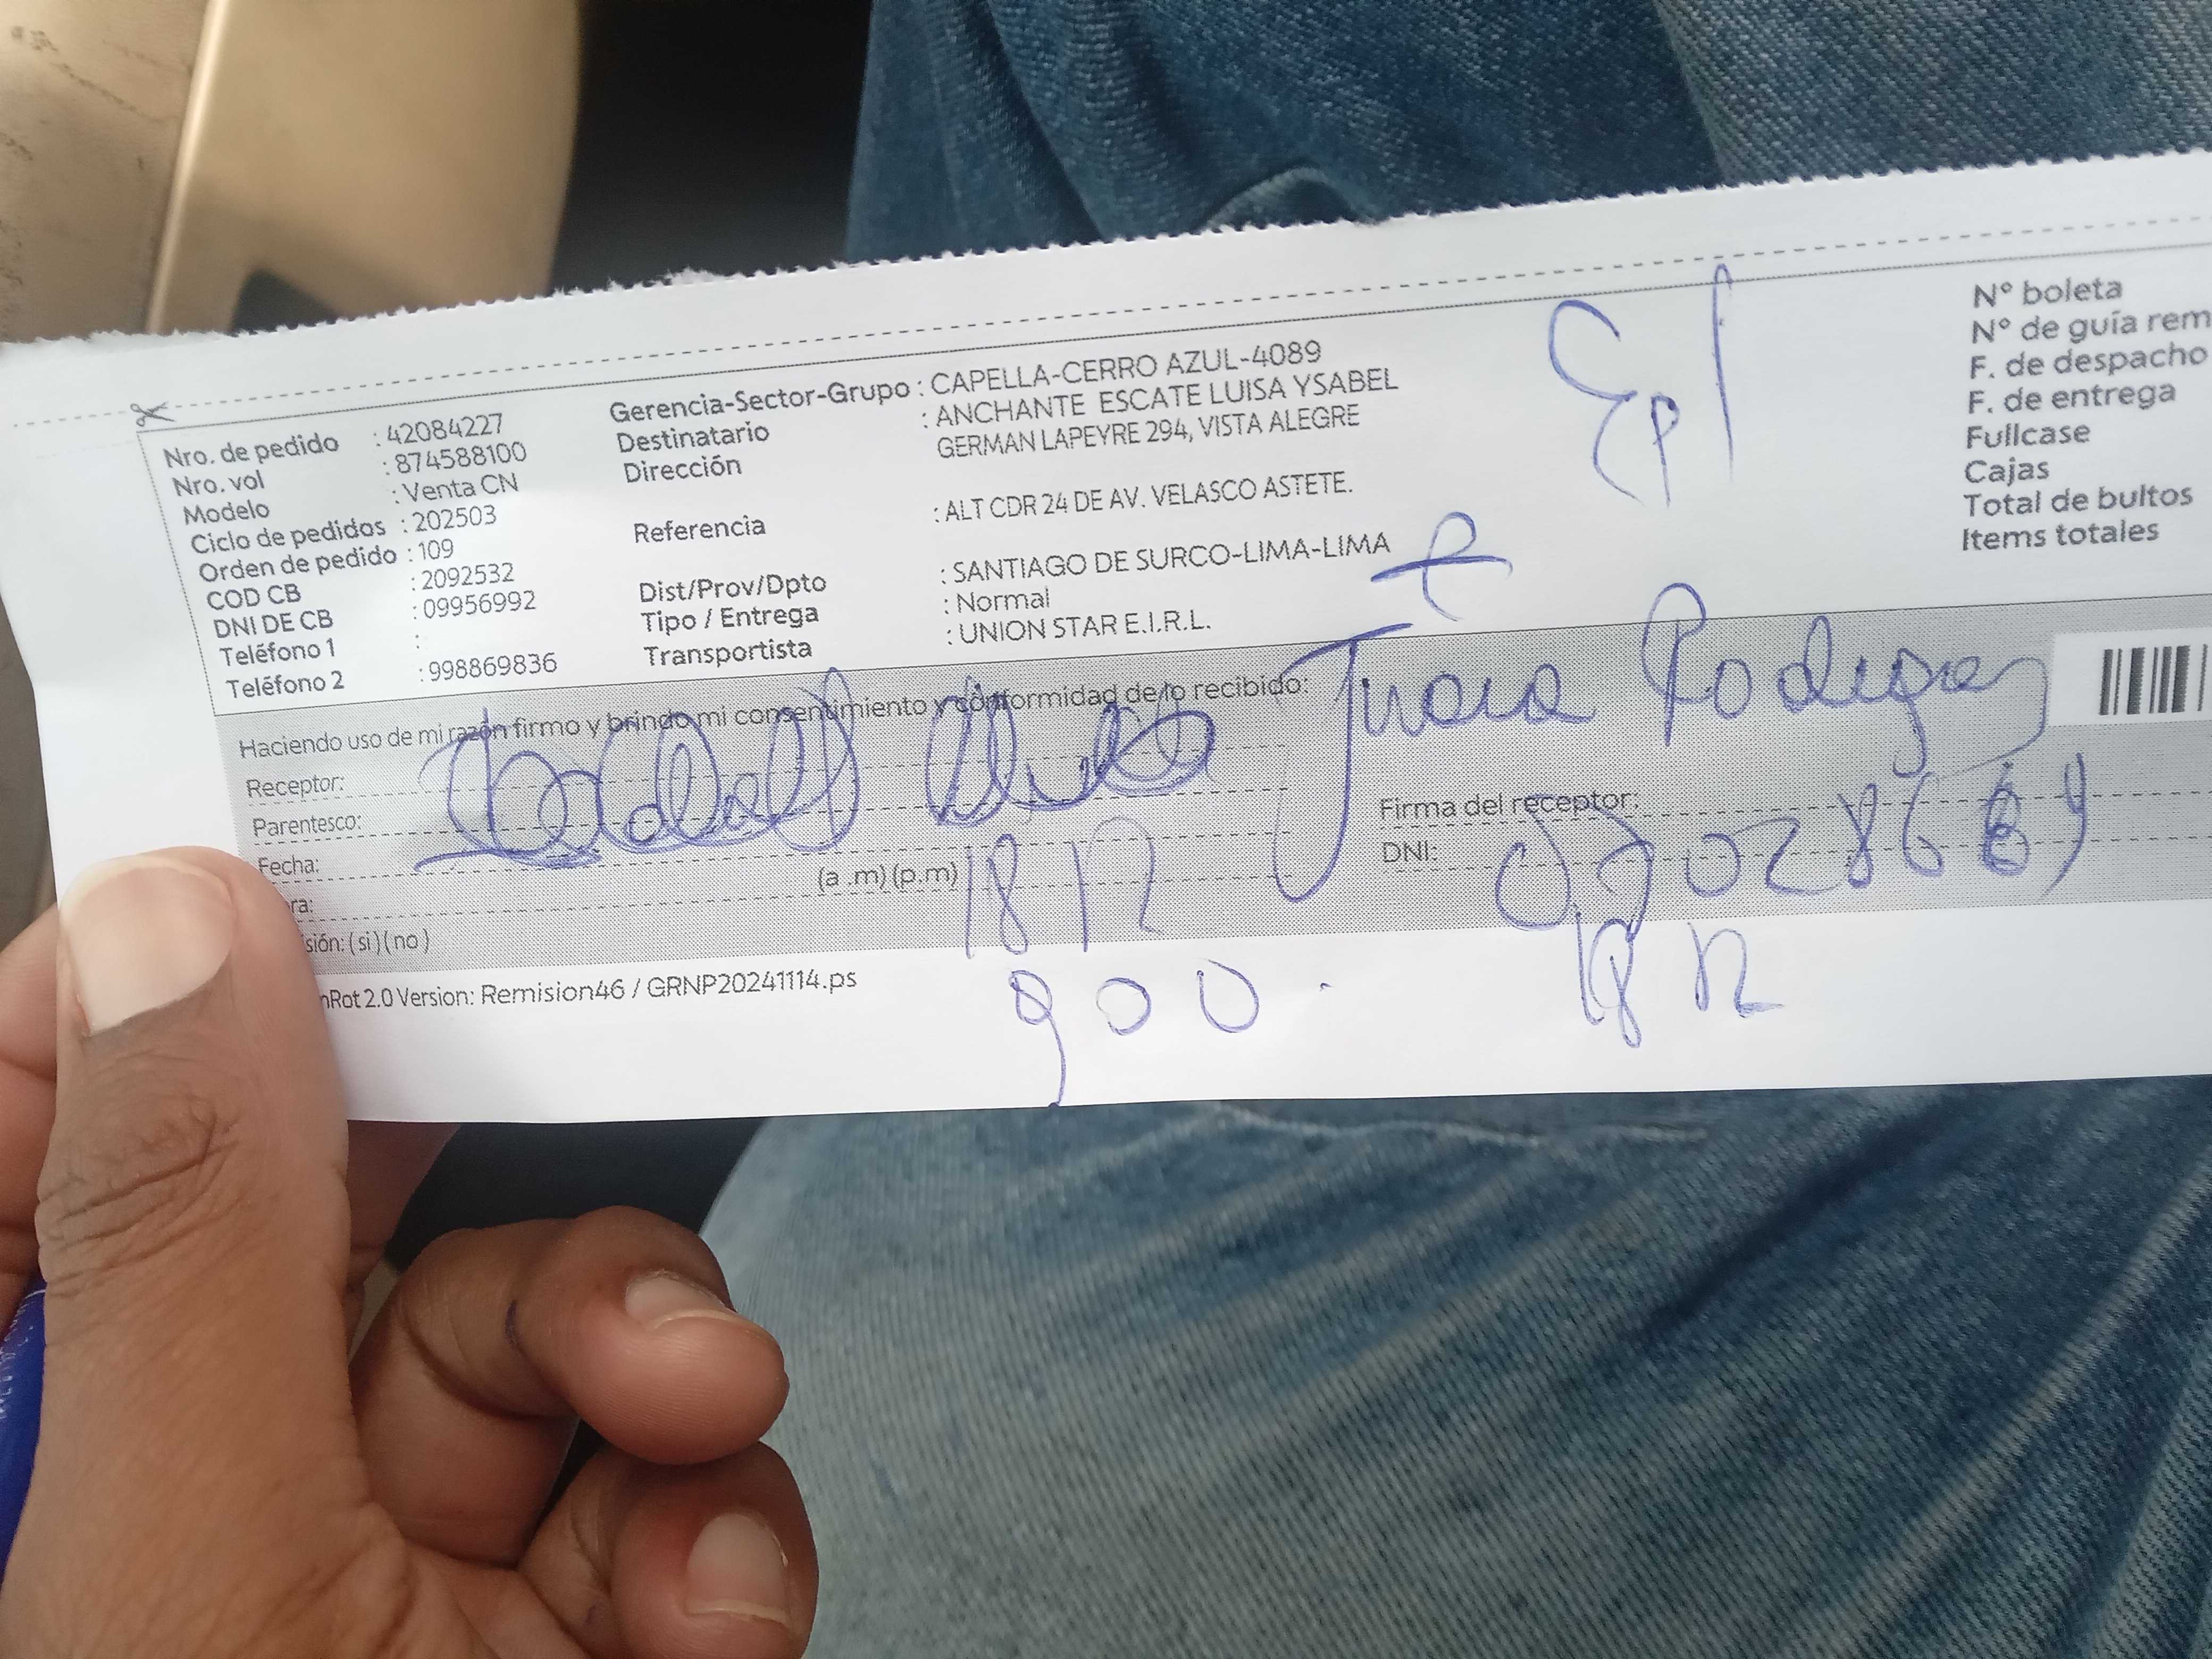 Nro. de pedido : 42084227
Nro. vol : 874588100
Modelo : Venta CN
Ciclo de pedidos : 202503
Orden de pedido : 109
COD CB : 2092532
DNI DE CB : 09956992
Teléfono 1 :
Teléfono 2 : 998869836
Gerencia-Sector-Grupo : CAPELLA-CERRO AZUL-4089
Destinatario : ANCHANTE ESCATE LUISA YSABEL
Dirección GERMAN LAPEYRE 294, VISTA ALEGRE
Referencia : ALT CDR 24 DE AV. VELASCO ASTETE.
Dist/Prov/Dpto : SANTIAGO DE SURCO-LIMA-LIMA
Tipo / Entrega : Normal
Transportista : UNION STAR E.I.R.L.
N° boleta
N° de guía rem
F. de despacho
F. de entrega
Fullcase
Cajas
Total de bultos
Items totales
Haciendo uso de mi razón firmo y brindo mi consentimiento y conformidad de lo recibido:
Receptor:
Parentesco:
Fecha:
ra:
(a .m) (p.m)
sión: ( si ) ( no )
Firma del receptor:
DNI:
18 12
900.
18 12
nRot 2.0 Version: Remision46 / GRNP20241114.ps